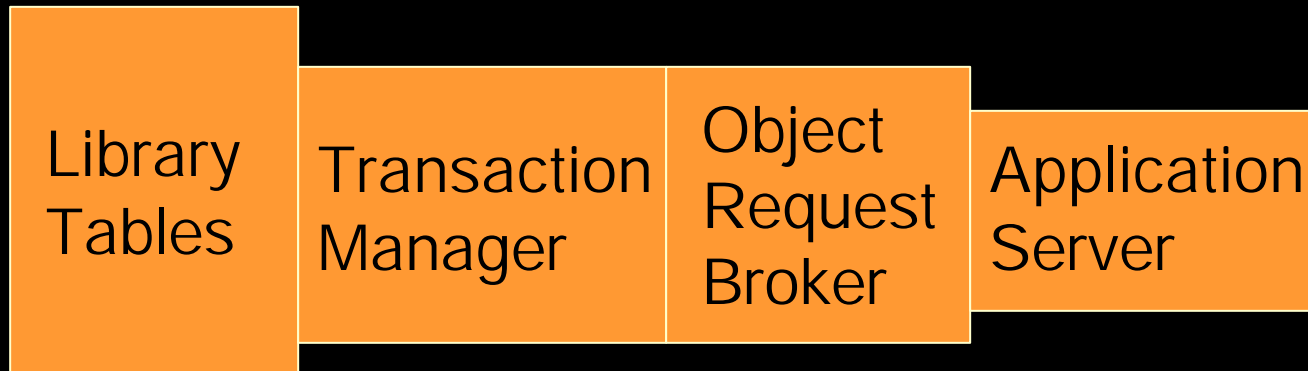 Library
Tables
Transaction
Manager
Object
Request
Broker
Application
Server